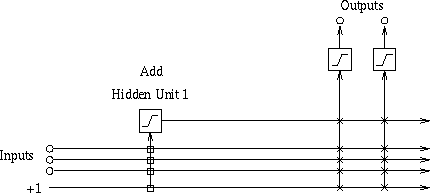 Outputs
Add
Hidden Unit 1
Inputs
+1